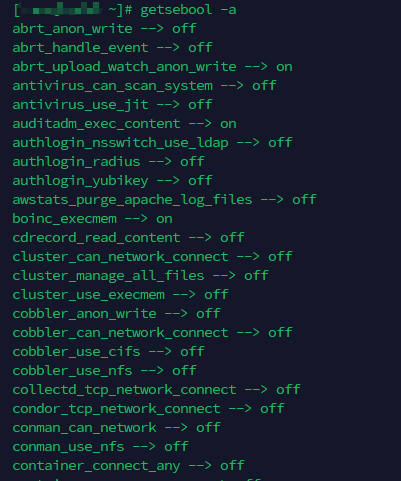 [ ~]# getsebool -a
abrt_anon_write --> off
abrt_handle_event --> off
abrt_upload_watch_anon_write --> on
antivirus_can_scan_system --> off
antivirus_use_jit --> off
auditadm_exec_content --> on
authlogin_nsswitch_use_ldap --> off
authlogin_radius --> off
authlogin_yubikey --> off
awstats_purge_apache_log_files --> off
boinc_execmem --> on
cdrecord_read_content --> off
cluster_can_network_connect --> off
cluster_manage_all_files --> off
cluster_use_execmem --> off
cobbler_anon_write --> off
cobbler_can_network_connect --> off
cobbler_use_cifs --> off
cobbler_use_nfs --> off
collectd_tcp_network_connect --> off
condor_tcp_network_connect --> off
conman_can_network --> off
conman_use_nfs --> off
container_connect_any --> off